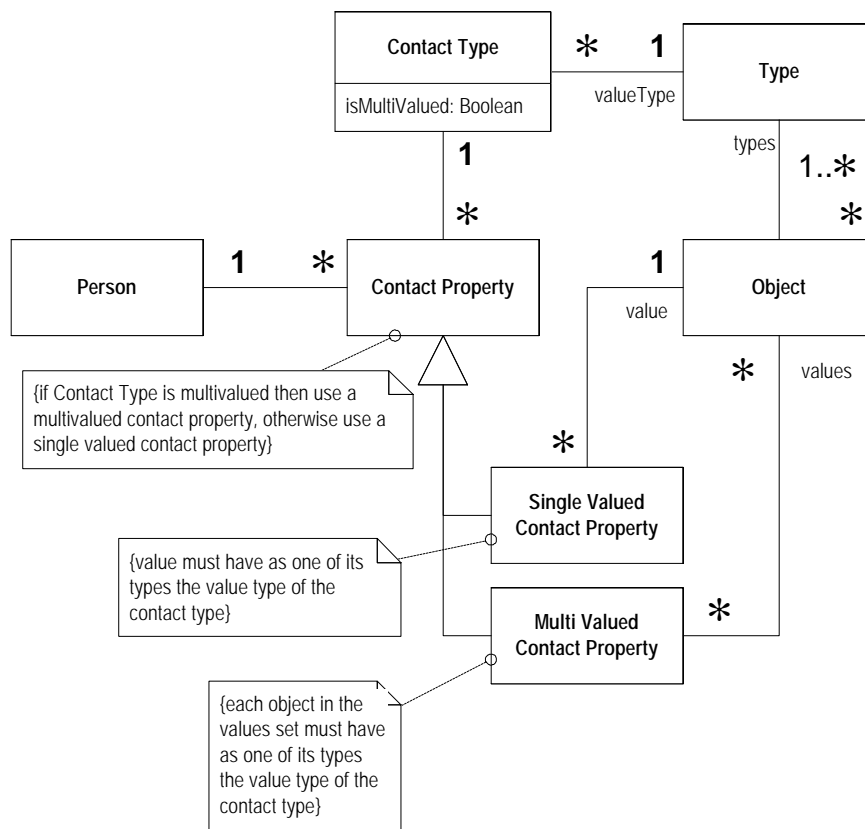 Contact Type
* 1
Type
isMultiValued: Boolean
valueType
types
1
1..*
*
*
Person
1 *
Contact Property
1
Object
value
*
values
{if Contact Type is multivalued then use a
multivalued contact property, otherwise use a
single valued contact property}
*
Single Valued
Contact Property
{value must have as one of its
types the value type of the
contact type}
Multi Valued
Contact Property
*
{each object in the
values set must have
as one of its types
the value type of the
contact type}